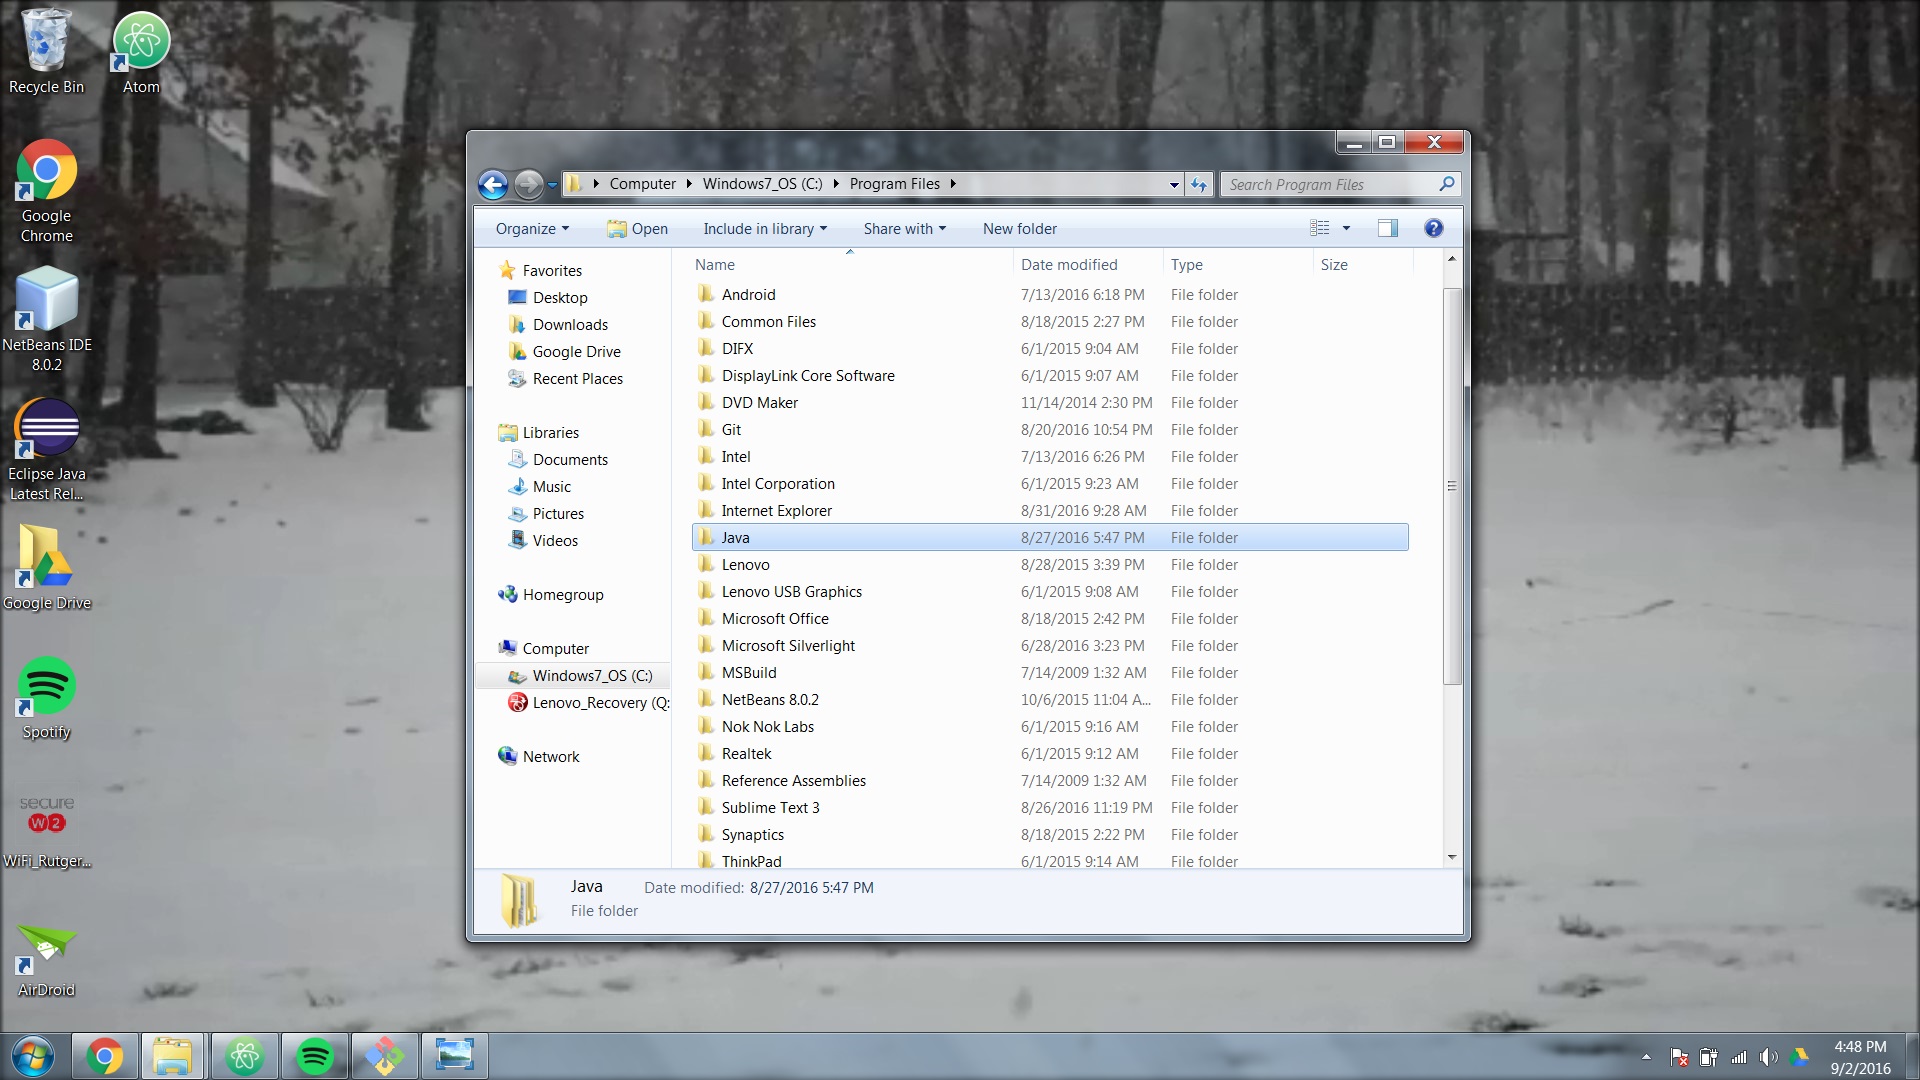 Recycle Bin
Atom
Google
Chrome
NetBeans IDE
8.0.2
Eclipse Java
Latest Rel...
Google Drive
Spotify
secure
W2
WiFi_Rutger...
AirDroid
Computer
Windows7_OS (C:)
Program Files
Search Program Files
Organize
Open
Include in library
Share with
New folder
Favorites
Desktop
Downloads
Google Drive
Recent Places
Libraries
Documents
Music
Pictures
Videos
Homegroup
Computer
Windows7_OS (C:)
Lenovo_Recovery (Q:
Network
Name Date modified Type Size
Android 7/13/2016 6:18 PM File folder
Common Files 8/18/2015 2:27 PM File folder
DIFX 6/1/2015 9:04 AM File folder
DisplayLink Core Software 6/1/2015 9:07 AM File folder
DVD Maker 11/14/2014 2:30 PM File folder
Git 8/20/2016 10:54 PM File folder
Intel 7/13/2016 6:26 PM File folder
Intel Corporation 6/1/2015 9:23 AM File folder
Internet Explorer 8/31/2016 9:28 AM File folder
Java 8/27/2016 5:47 PM File folder
Lenovo 8/28/2015 3:39 PM File folder
Lenovo USB Graphics 6/1/2015 9:08 AM File folder
Microsoft Office 8/18/2015 2:42 PM File folder
Microsoft Silverlight 6/28/2016 3:23 PM File folder
MSBuild 7/14/2009 1:32 AM File folder
NetBeans 8.0.2 10/6/2015 11:04 A... File folder
Nok Nok Labs 6/1/2015 9:16 AM File folder
Realtek 6/1/2015 9:12 AM File folder
Reference Assemblies 7/14/2009 1:32 AM File folder
Sublime Text 3 8/26/2016 11:19 PM File folder
Synaptics 8/18/2015 2:22 PM File folder
ThinkPad 6/1/2015 9:14 AM File folder
Java Date modified: 8/27/2016 5:47 PM
File folder
4:48 PM
9/2/2016